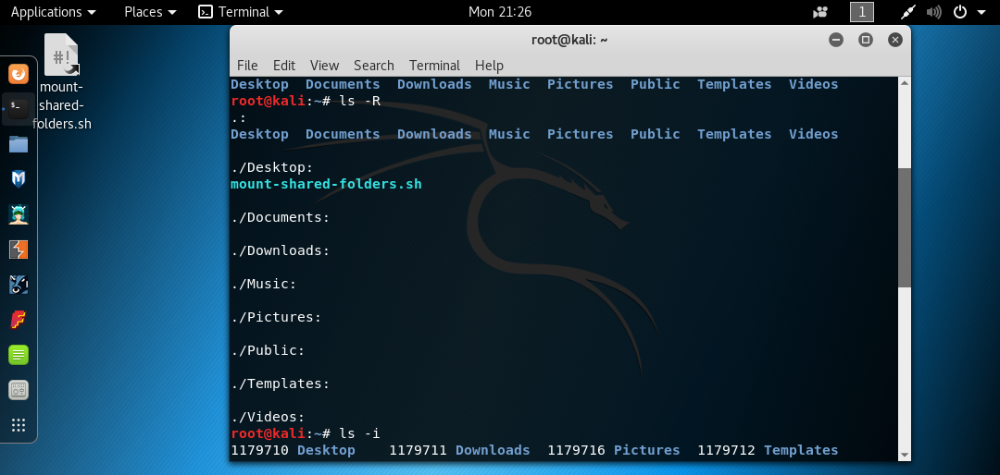 Applications Places Terminal Mon 21:26 1
#!
mount-
shared-
folders.sh
root@kali: ~
File Edit View Search Terminal Help
Desktop Documents Downloads Music Pictures Public Templates Videos
root@kali:~# ls -R
.:
Desktop Documents Downloads Music Pictures Public Templates Videos
./Desktop:
mount-shared-folders.sh
./Documents:
./Downloads:
./Music:
./Pictures:
./Public:
./Templates:
./Videos:
root@kali:~# ls -i
1179710 Desktop 1179711 Downloads 1179716 Pictures 1179712 Templates